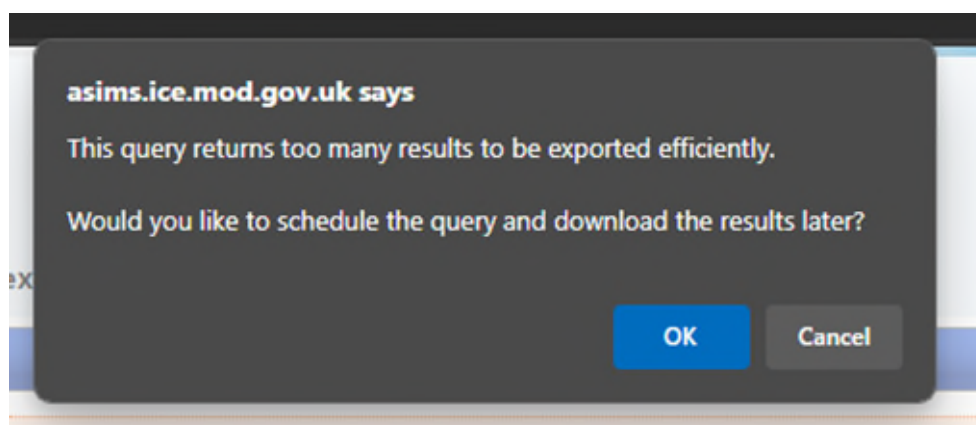 asims.ice.mod.gov.uk says
This query returns too many results to be exported efficiently.
Would you like to schedule the query and download the results later?
ex
OK Cancel